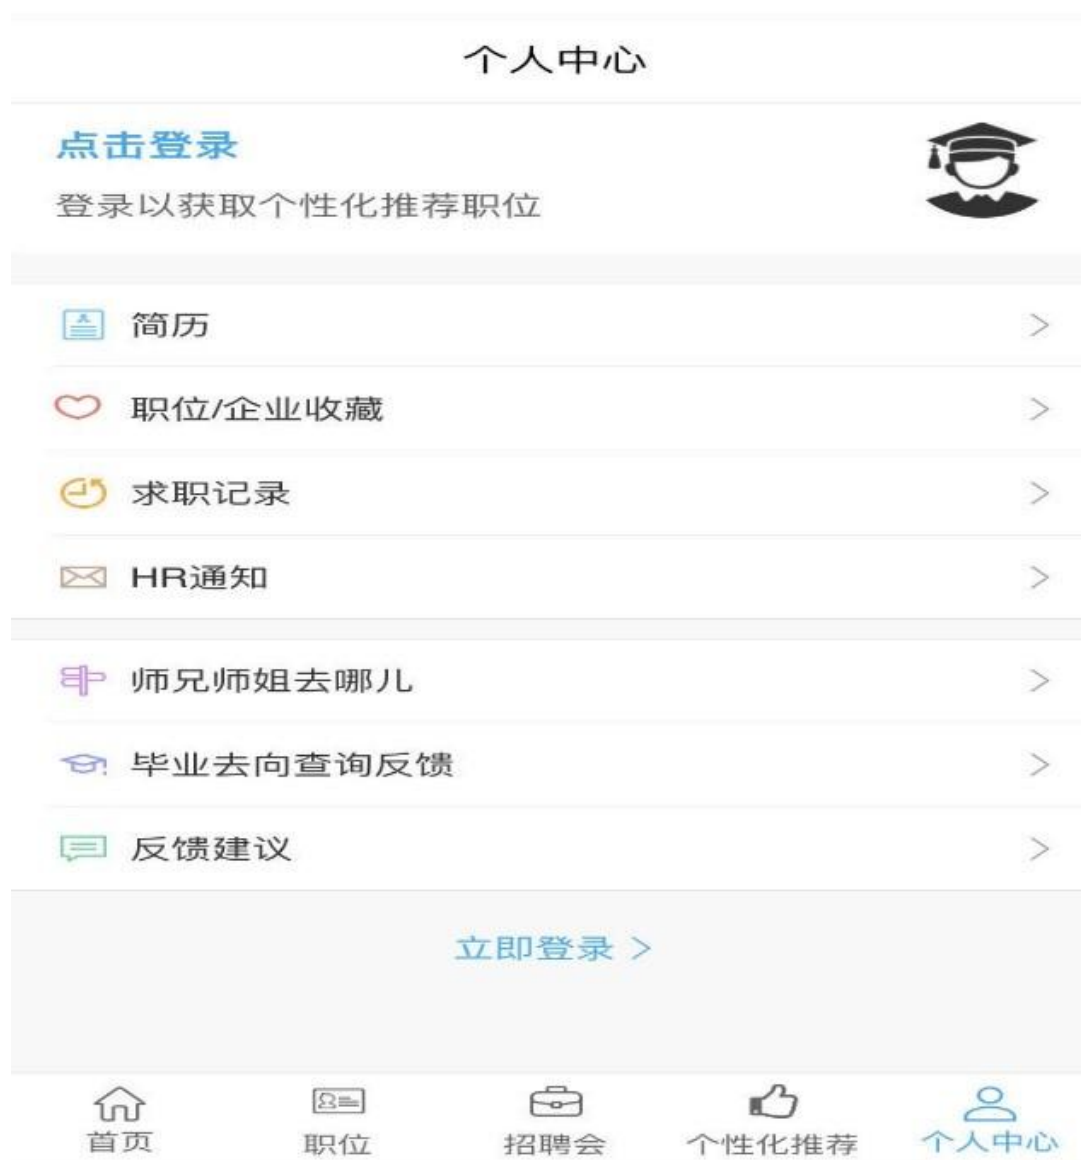 个人中心
点击登录
登录以获取个性化推荐职位
简历
职位/企业收藏
求职记录
HR通知
师兄师姐去哪儿
毕业去向查询反馈
反馈建议
立即登录 >
首页 职位 招聘会 个性化推荐 个人中心